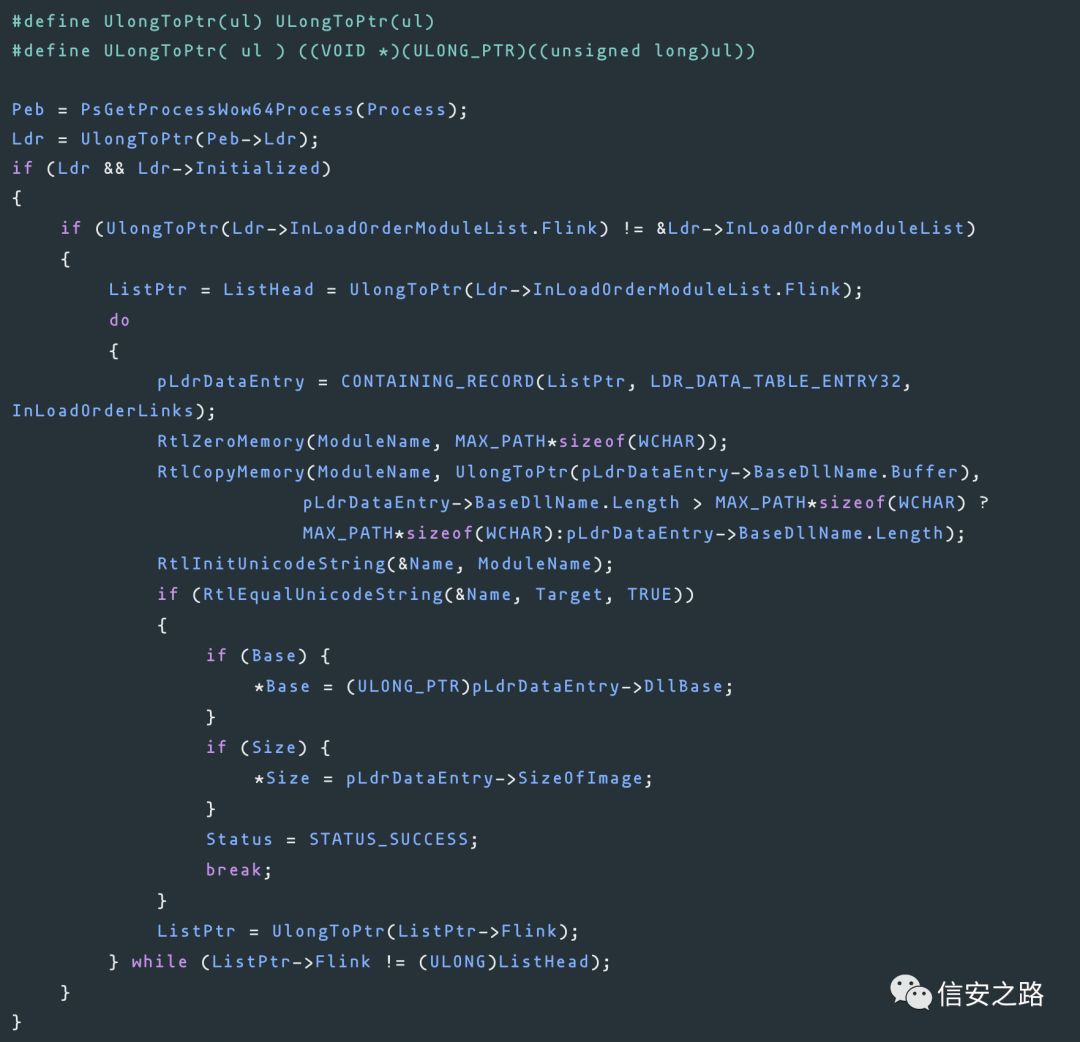 #define UlongToPtr(ul) ULongToPtr(ul)
#define ULongToPtr( ul ) ((VOID *)(ULONG_PTR)((unsigned long)ul))

Peb = PsGetProcessWow64Process(Process);
Ldr = UlongToPtr(Peb->Ldr);
if (Ldr && Ldr->Initialized)
{
    if (UlongToPtr(Ldr->InLoadOrderModuleList.Flink) != &Ldr->InLoadOrderModuleList)
    {
        ListPtr = ListHead = UlongToPtr(Ldr->InLoadOrderModuleList.Flink);
        do
        {
            pLdrDataEntry = CONTAINING_RECORD(ListPtr, LDR_DATA_TABLE_ENTRY32,
InLoadOrderLinks);
            RtlZeroMemory(ModuleName, MAX_PATH*sizeof(WCHAR));
            RtlCopyMemory(ModuleName, UlongToPtr(pLdrDataEntry->BaseDllName.Buffer),
                        pLdrDataEntry->BaseDllName.Length > MAX_PATH*sizeof(WCHAR) ?
                        MAX_PATH*sizeof(WCHAR):pLdrDataEntry->BaseDllName.Length);
            RtlInitUnicodeString(&Name, ModuleName);
            if (RtlEqualUnicodeString(&Name, Target, TRUE))
            {
                if (Base) {
                    *Base = (ULONG_PTR)pLdrDataEntry->DllBase;
                }
                if (Size) {
                    *Size = pLdrDataEntry->SizeOfImage;
                }
                Status = STATUS_SUCCESS;
                break;
            }
            ListPtr = UlongToPtr(ListPtr->Flink);
        } while (ListPtr->Flink != (ULONG)ListHead);
    }
}
信安之路